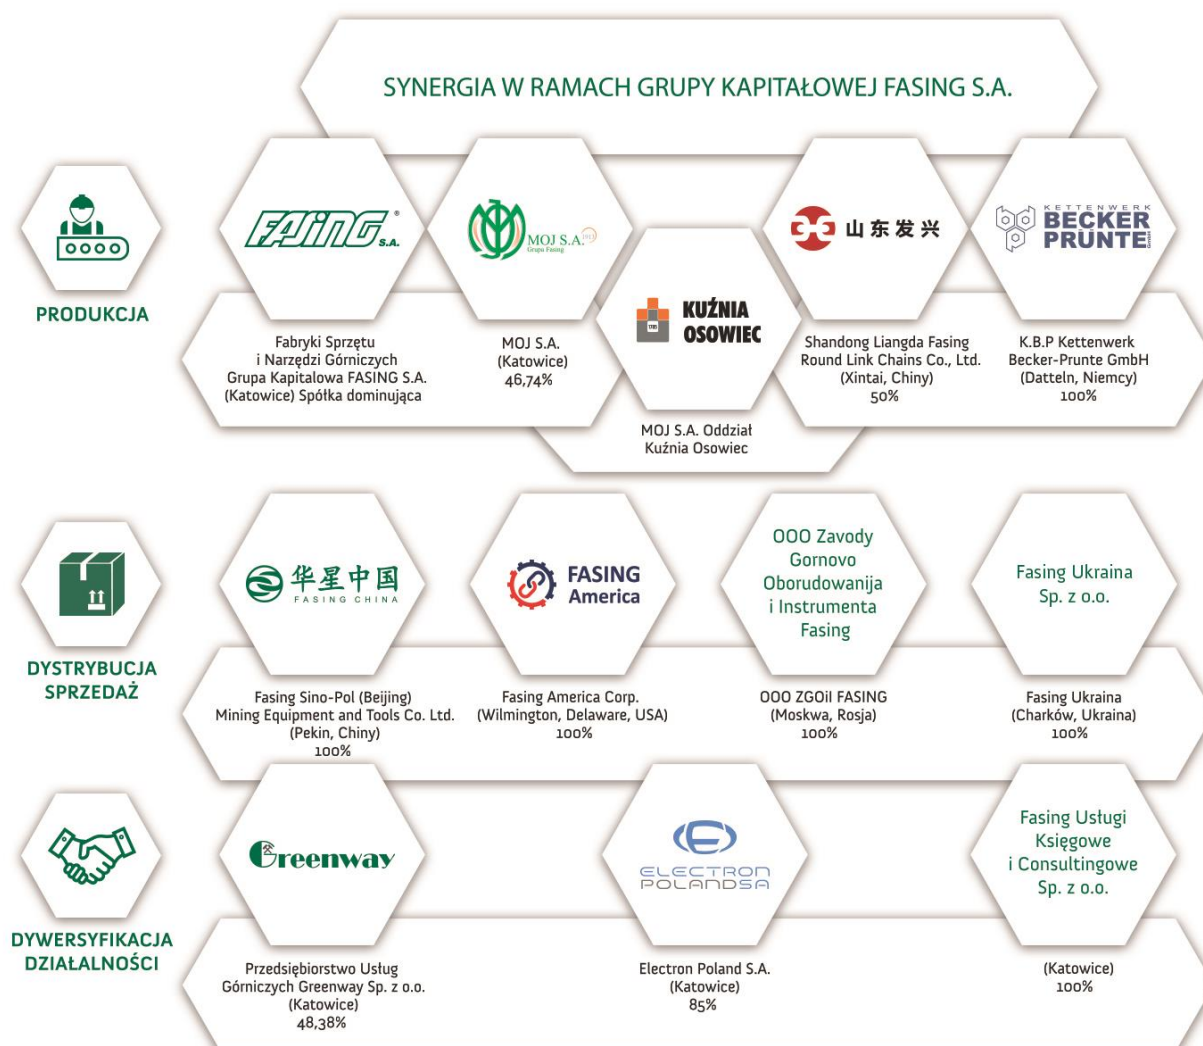 SYNERGIA W RAMACH GRUPY KAPITAŁOWEJ FASING S.A.
PRODUKCJA
FASING
S.A.
®
MOJ S.A.
Grupa Fasing
KUŹNIA
OSOWIEC
1785
山东发兴
KETTENWERK
BECKER
PRÜNTE
GmbH
Fabryki Sprzętu
i Narzędzi Górniczych
Grupa Kapitalowa FASING S.A.
(Katowice) Spółka dominująca
MOJ S.A.
(Katowice)
46,74%
MOJ S.A. Oddział
Kuźnia Osowiec
Shandong Liangda Fasing
Round Link Chains Co., Ltd.
(Xintai, Chiny)
50%
K.B.P Kettenwerk
Becker-Prunte GmbH
(Datteln, Niemcy)
100%
DYSTRYBUCJA
SPRZEDAŻ
华星中国
FASING CHINA
FASING
America
OOO Zavody
Gornovo
Oborudowanija
i Instrumenta
Fasing
Fasing Ukraina
Sp. z o.o.
Fasing Sino-Pol (Beijing)
Mining Equipment and Tools Co. Ltd.
(Pekin, Chiny)
100%
Fasing America Corp.
(Wilmington, Delaware, USA)
100%
OOO ZGOiI FASING
(Moskwa, Rosja)
100%
Fasing Ukraina
(Charków, Ukraina)
100%
DYWERSYFIKACJA
DZIAŁALNOŚCI
Greenway
ELECTRON
POLANDSA
Fasing Usługi
Księgowe
i Consultingowe
Sp. z o.o.
Przedsiębiorstwo Usług
Górniczych Greenway Sp. z o.o.
(Katowice)
48,38%
Electron Poland S.A.
(Katowice)
85%
(Katowice)
100%